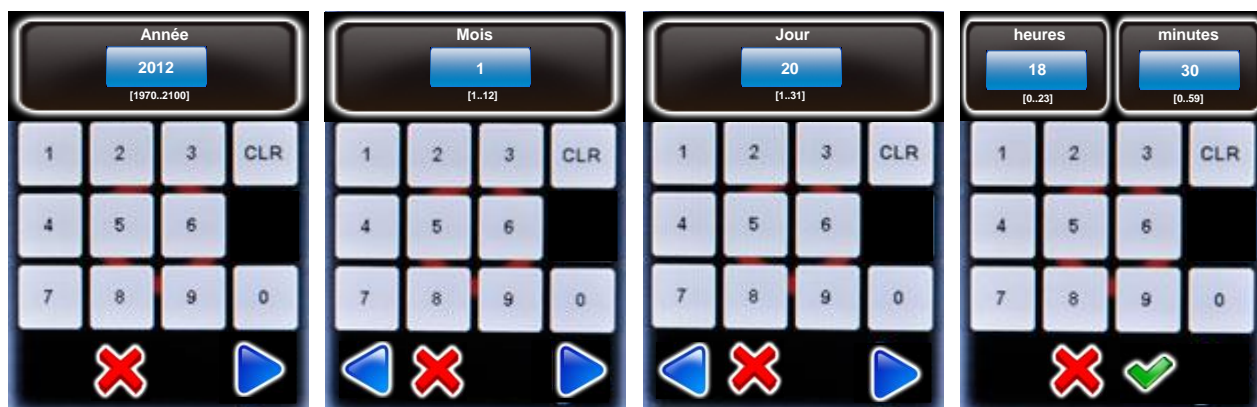 Année
2012
[1970..2100]
1 2 3 CLR
4 5 6
7 8 9 0
Mois
1
[1..12]
1 2 3 CLR
4 5 6
7 8 9 0
Jour
20
[1..31]
1 2 3 CLR
4 5 6
7 8 9 0
heures minutes
18 30
[0..23] [0..59]
1 2 3 CLR
4 5 6
7 8 9 0